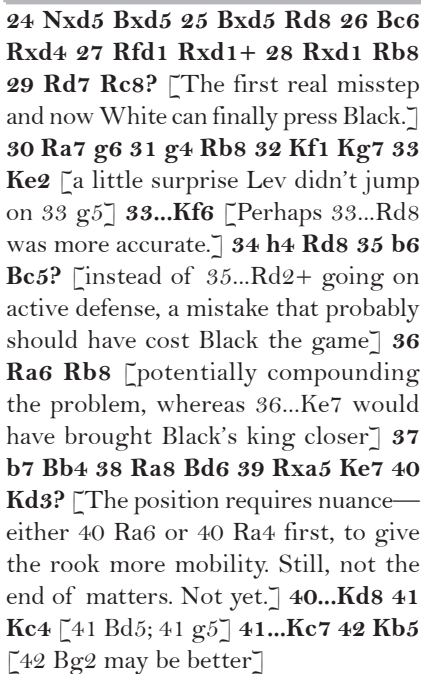 24 Nxd5 Bxd5 25 Bxd5 Rd8 26 Bc6
Rxd4 27 Rfd1 Rxd1+ 28 Rxd1 Rb8
29 Rd7 Rc8? [The first real misstep
and now White can finally press Black.]
30 Ra7 g6 31 g4 Rb8 32 Kf1 Kg7 33
Ke2 [a little surprise Lev didn't jump
on 33 g5] 33...Kf6 [Perhaps 33...Rd8
was more accurate.] 34 h4 Rd8 35 b6
Bc5? [instead of 35...Rd2+ going on
active defense, a mistake that probably
should have cost Black the game] 36
Ra6 Rb8 [potentially compounding
the problem, whereas 36...Ke7 would
have brought Black's king closer] 37
b7 Bb4 38 Ra8 Bd6 39 Rxa5 Ke7 40
Kd3? [The position requires nuance—
either 40 Ra6 or 40 Ra4 first, to give
the rook more mobility. Still, not the
end of matters. Not yet.] 40...Kd8 41
Kc4 [41 Bd5; 41 g5] 41...Kc7 42 Kb5
[42 Bg2 may be better]